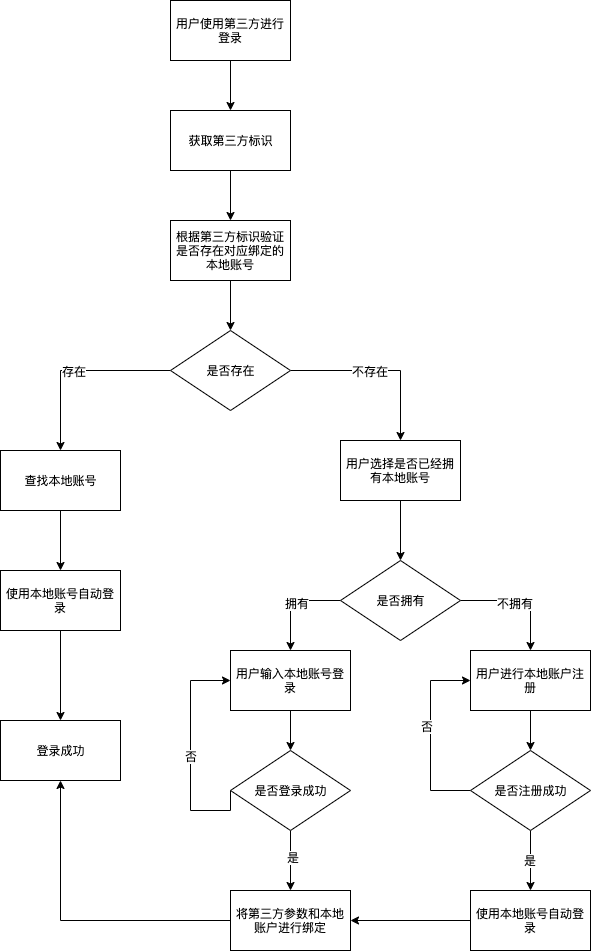 用户使用第三方进行
登录
获取第三方标识
根据第三方标识验证
是否存在对应绑定的
本地账号
是否存在
存在
不存在
查找本地账号
用户选择是否已经拥
有本地账号
使用本地账号自动登
录
是否拥有
拥有
不拥有
用户输入本地账号登
录
用户进行本地账户注
册
否
否
登录成功
是否登录成功
是否注册成功
是
是
将第三方参数和本地
账户进行绑定
使用本地账号自动登
录